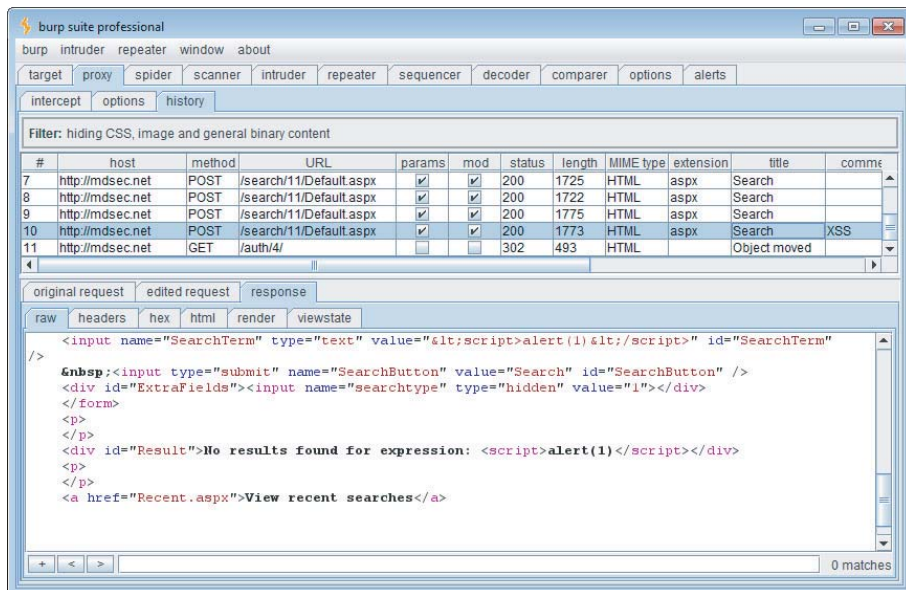 burp suite professional
burp intruder repeater window about
target proxy spider scanner intruder repeater sequencer decoder comparer options alerts
intercept options history
Filter: hiding CSS, image and general binary content
# host method URL params mod status length MIME type extension title comme
7 http://mdsec.net POST /search/11/Default.aspx 200 1725 HTML aspx Search
8 http://mdsec.net POST /search/11/Default.aspx 200 1722 HTML aspx Search
9 http://mdsec.net POST /search/11/Default.aspx 200 1775 HTML aspx Search
10 http://mdsec.net POST /search/11/Default.aspx 200 1773 HTML aspx Search XSS
11 http://mdsec.net GET /auth/4/ 302 493 HTML Object moved
original request edited request response
raw headers hex html render viewstate
<input name="SearchTerm" type="text" value="&lt;script>alert(1)&lt;/script>" id="SearchTerm"
/>
&nbsp;<input type="submit" name="SearchButton" value="Search" id="SearchButton" />
<div id="ExtraFields"><input name="searchtype" type="hidden" value="1"></div>
</form>
<p>
</p>
<div id="Result">No results found for expression: <script>alert(1)</script></div>
<p>
</p>
<a href="Recent.aspx">View recent searches</a>
+ < > 0 matches